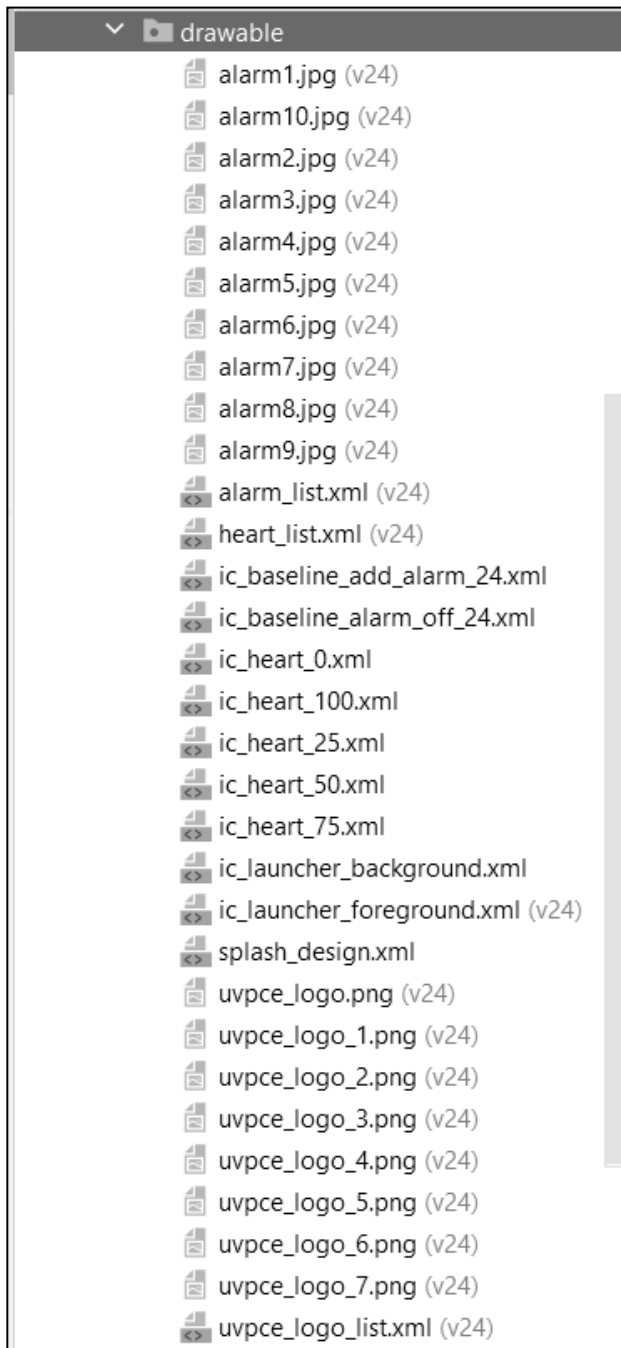 drawable
alarm1.jpg (v24)
alarm10.jpg (v24)
alarm2.jpg (v24)
alarm3.jpg (v24)
alarm4.jpg (v24)
alarm5.jpg (v24)
alarm6.jpg (v24)
alarm7.jpg (v24)
alarm8.jpg (v24)
alarm9.jpg (v24)
alarm_list.xml (v24)
heart_list.xml (v24)
ic_baseline_add_alarm_24.xml
ic_baseline_alarm_off_24.xml
ic_heart_0.xml
ic_heart_100.xml
ic_heart_25.xml
ic_heart_50.xml
ic_heart_75.xml
ic_launcher_background.xml
ic_launcher_foreground.xml (v24)
splash_design.xml
uvpce_logo.png (v24)
uvpce_logo_1.png (v24)
uvpce_logo_2.png (v24)
uvpce_logo_3.png (v24)
uvpce_logo_4.png (v24)
uvpce_logo_5.png (v24)
uvpce_logo_6.png (v24)
uvpce_logo_7.png (v24)
uvpce_logo_list.xml (v24)